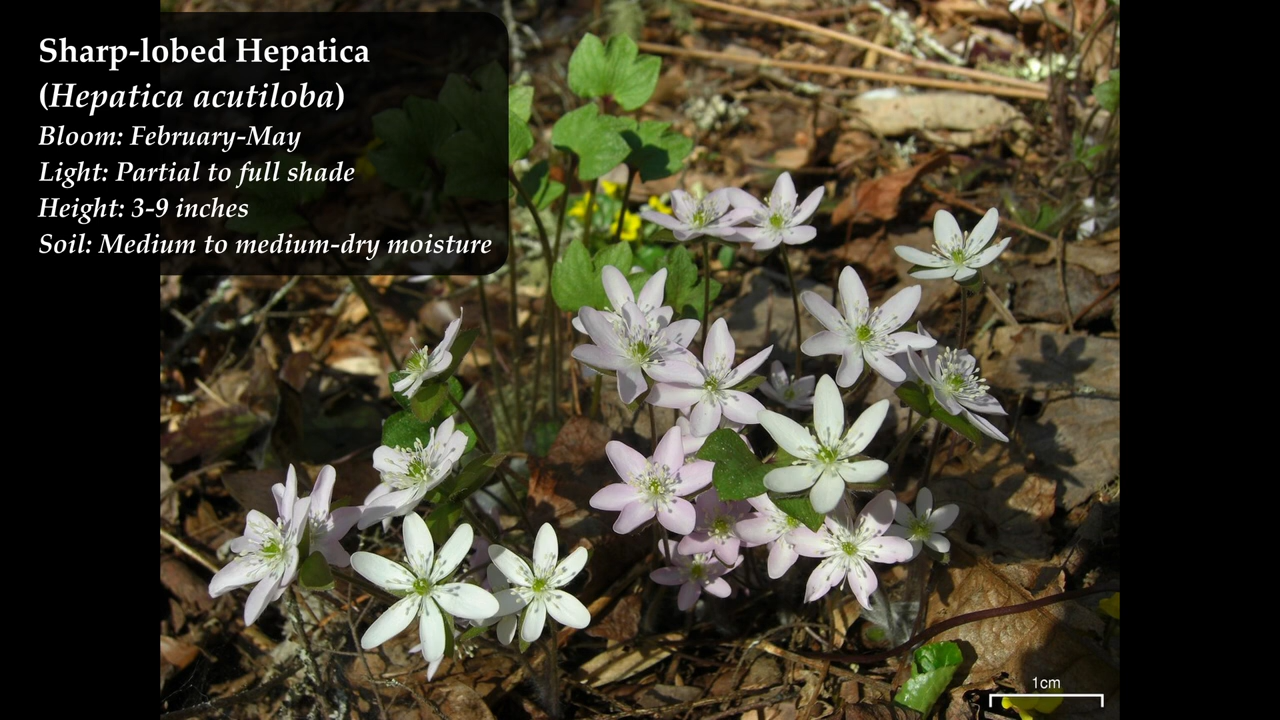 Sharp-lobed Hepatica
(Hepatica acutiloba)
Bloom: February-May
Light: Partial to full shade
Height: 3-9 inches
Soil: Medium to medium-dry moisture
1cm